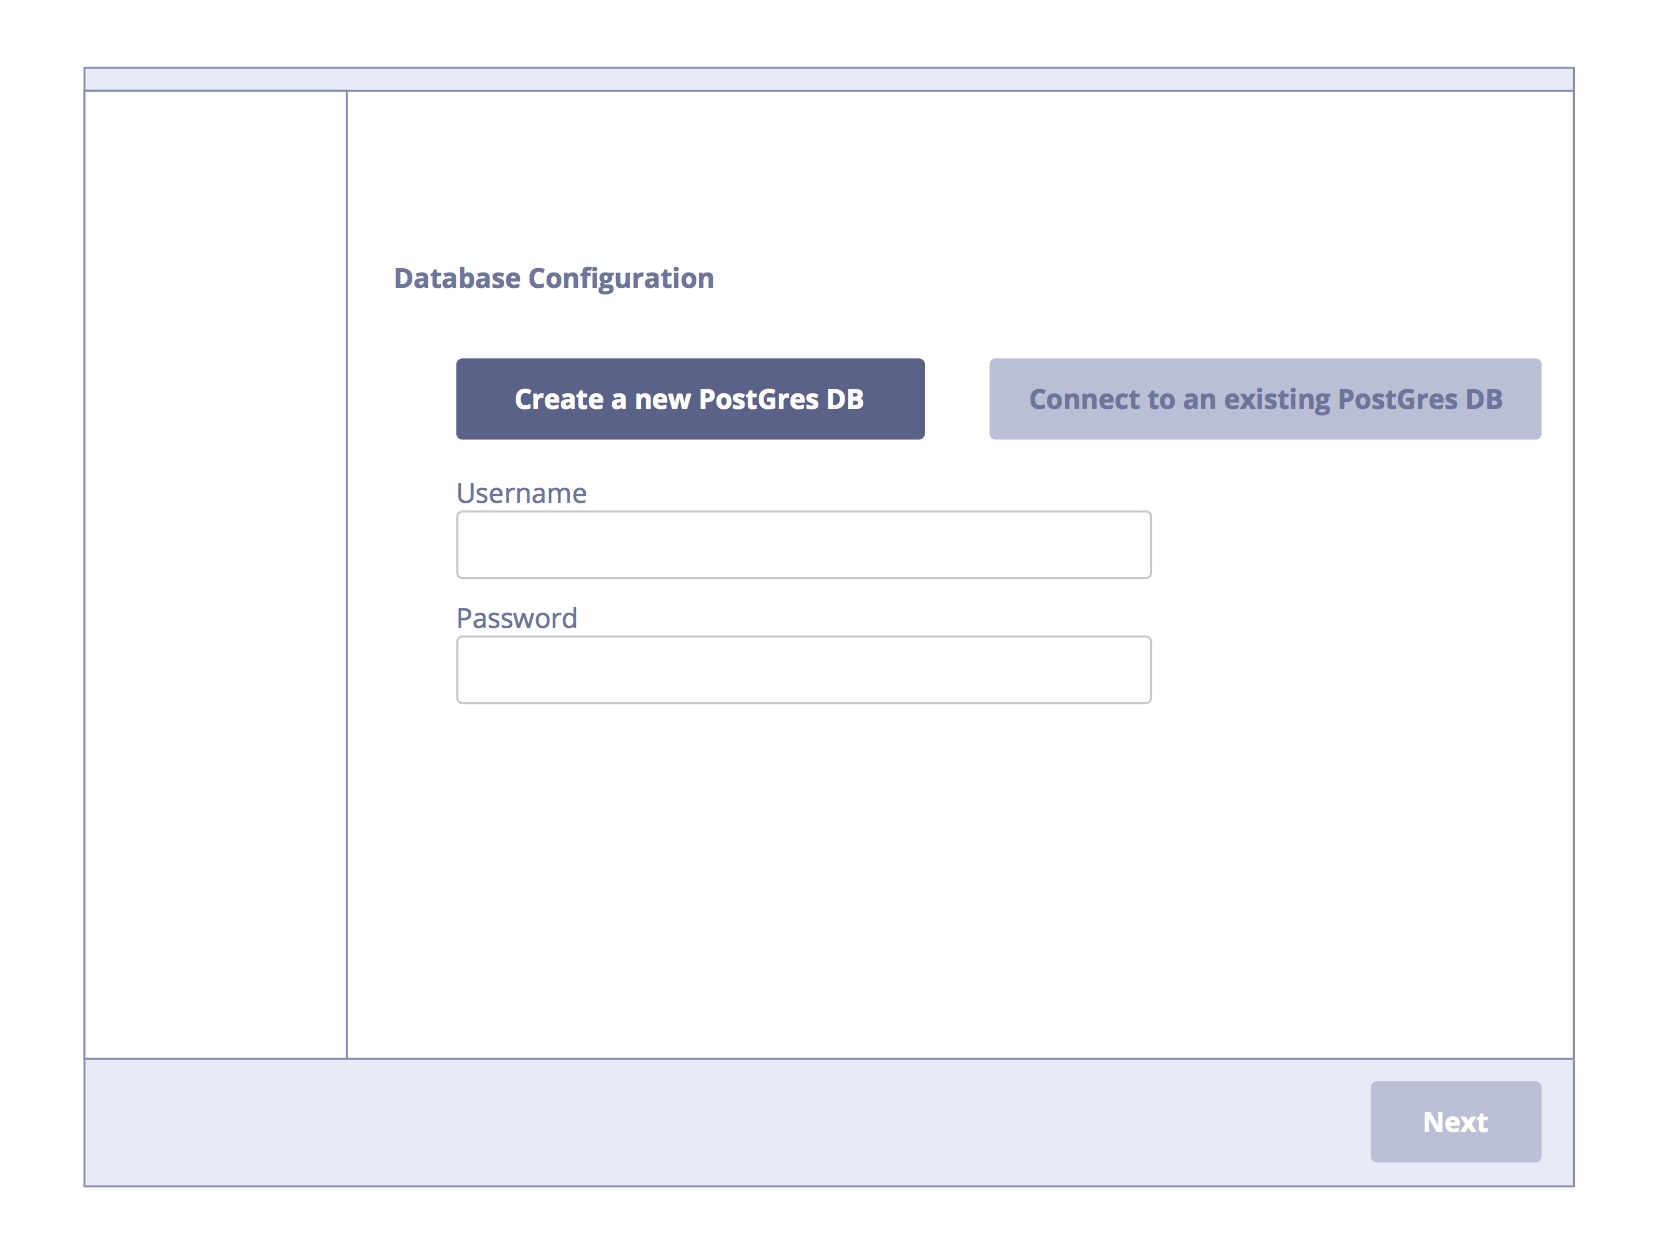 Database Configuration
Create a new PostGres DB
Connect to an existing PostGres DB
Username
Password
Next